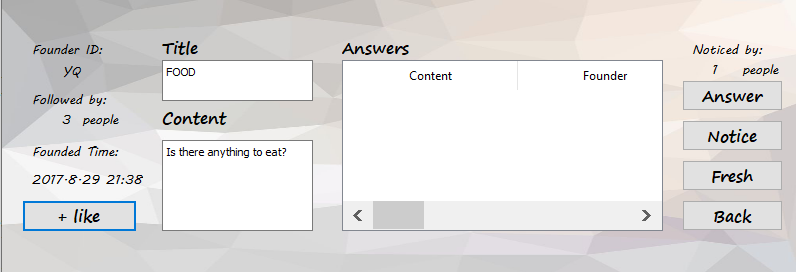 Founder ID:
YQ
Followed by:
3 people
Founded Time:
2017-8-29 21:38
+ like
Title
FOOD
Content
Is there anything to eat?
Answers
Content Founder
Noticed by:
1 people
Answer
Notice
Fresh
Back